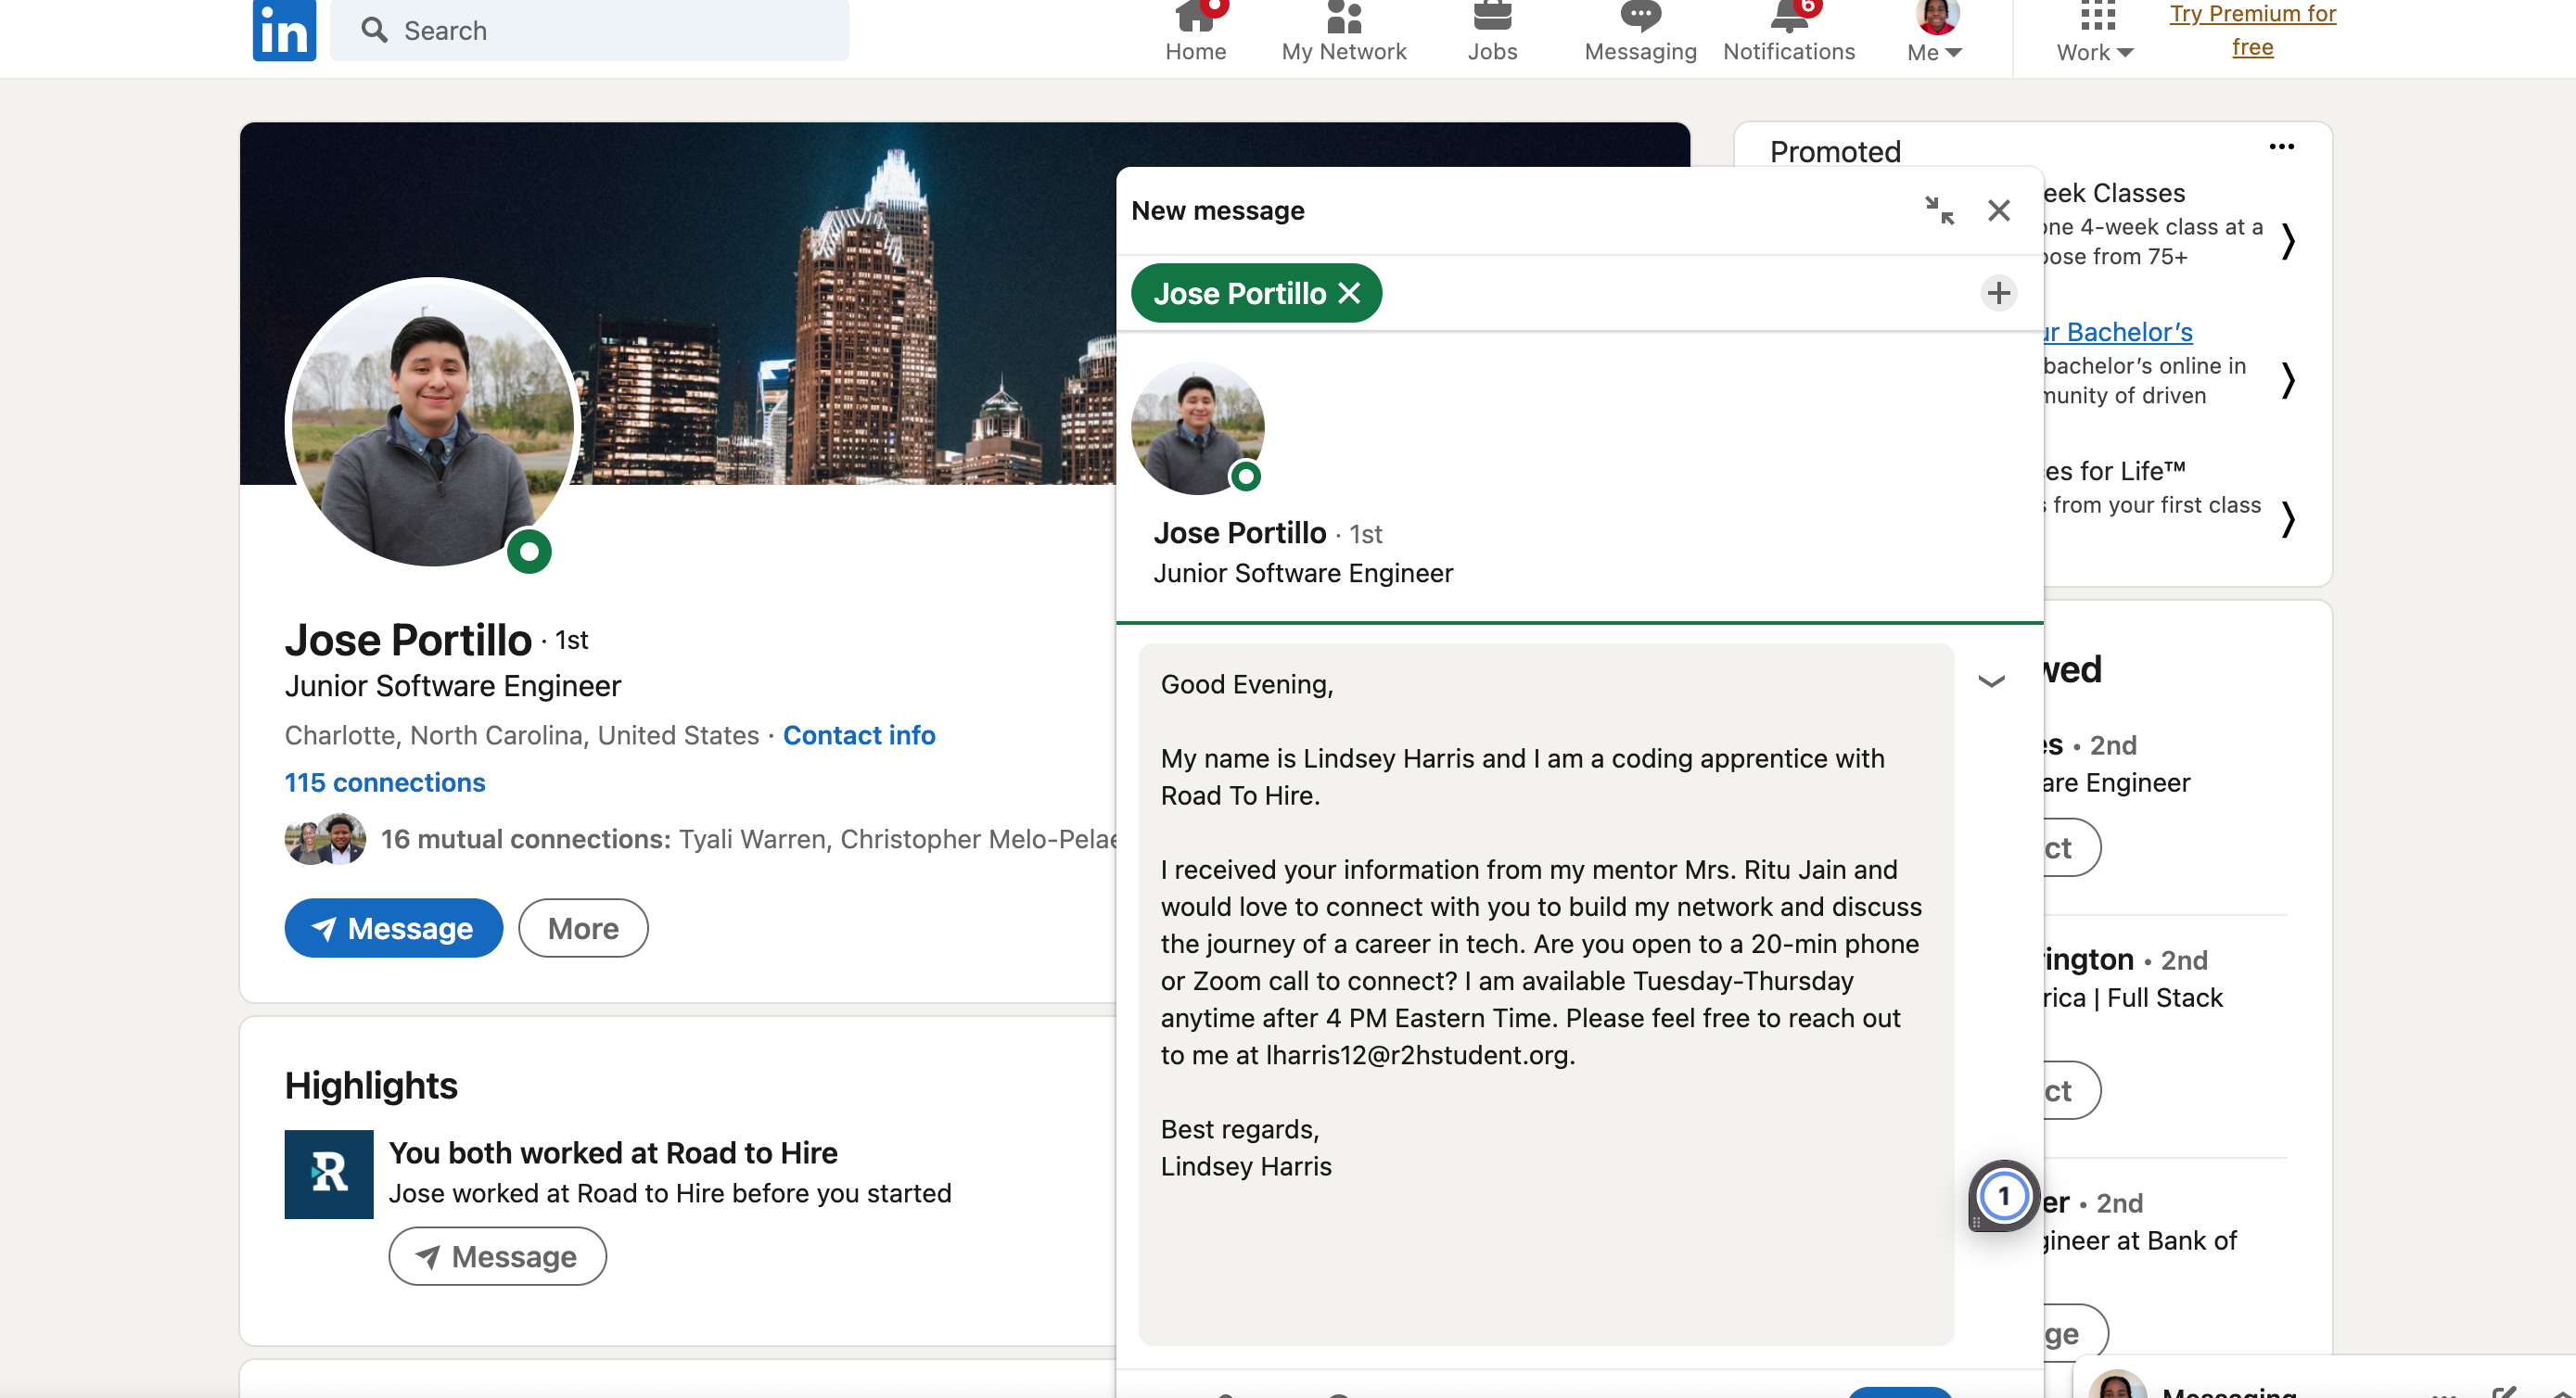 in
Search
Home
My Network
Jobs
Messaging
6
Notifications
Me
Work
Try Premium for
free
Promoted
eek Classes
one 4-week class at a
oose from 75+
ur Bachelor's
bachelor's online in
munity of driven
es for Life™
from your first class
New message
Jose Portillo
Jose Portillo · 1st
Junior Software Engineer
Good Evening,
My name is Lindsey Harris and I am a coding apprentice with
Road To Hire.
I received your information from my mentor Mrs. Ritu Jain and
would love to connect with you to build my network and discuss
the journey of a career in tech. Are you open to a 20-min phone
or Zoom call to connect? I am available Tuesday-Thursday
anytime after 4 PM Eastern Time. Please feel free to reach out
to me at lharris12@r2hstudent.org.
Best regards,
Lindsey Harris
1
Jose Portillo · 1st
Junior Software Engineer
Charlotte, North Carolina, United States · Contact info
115 connections
16 mutual connections: Tyali Warren, Christopher Melo-Pelae
Message
More
Highlights
R
You both worked at Road to Hire
Jose worked at Road to Hire before you started
Message
wed
es • 2nd
are Engineer
ct
ington • 2nd
rica | Full Stack
ct
er • 2nd
gineer at Bank of
ge
Messaging